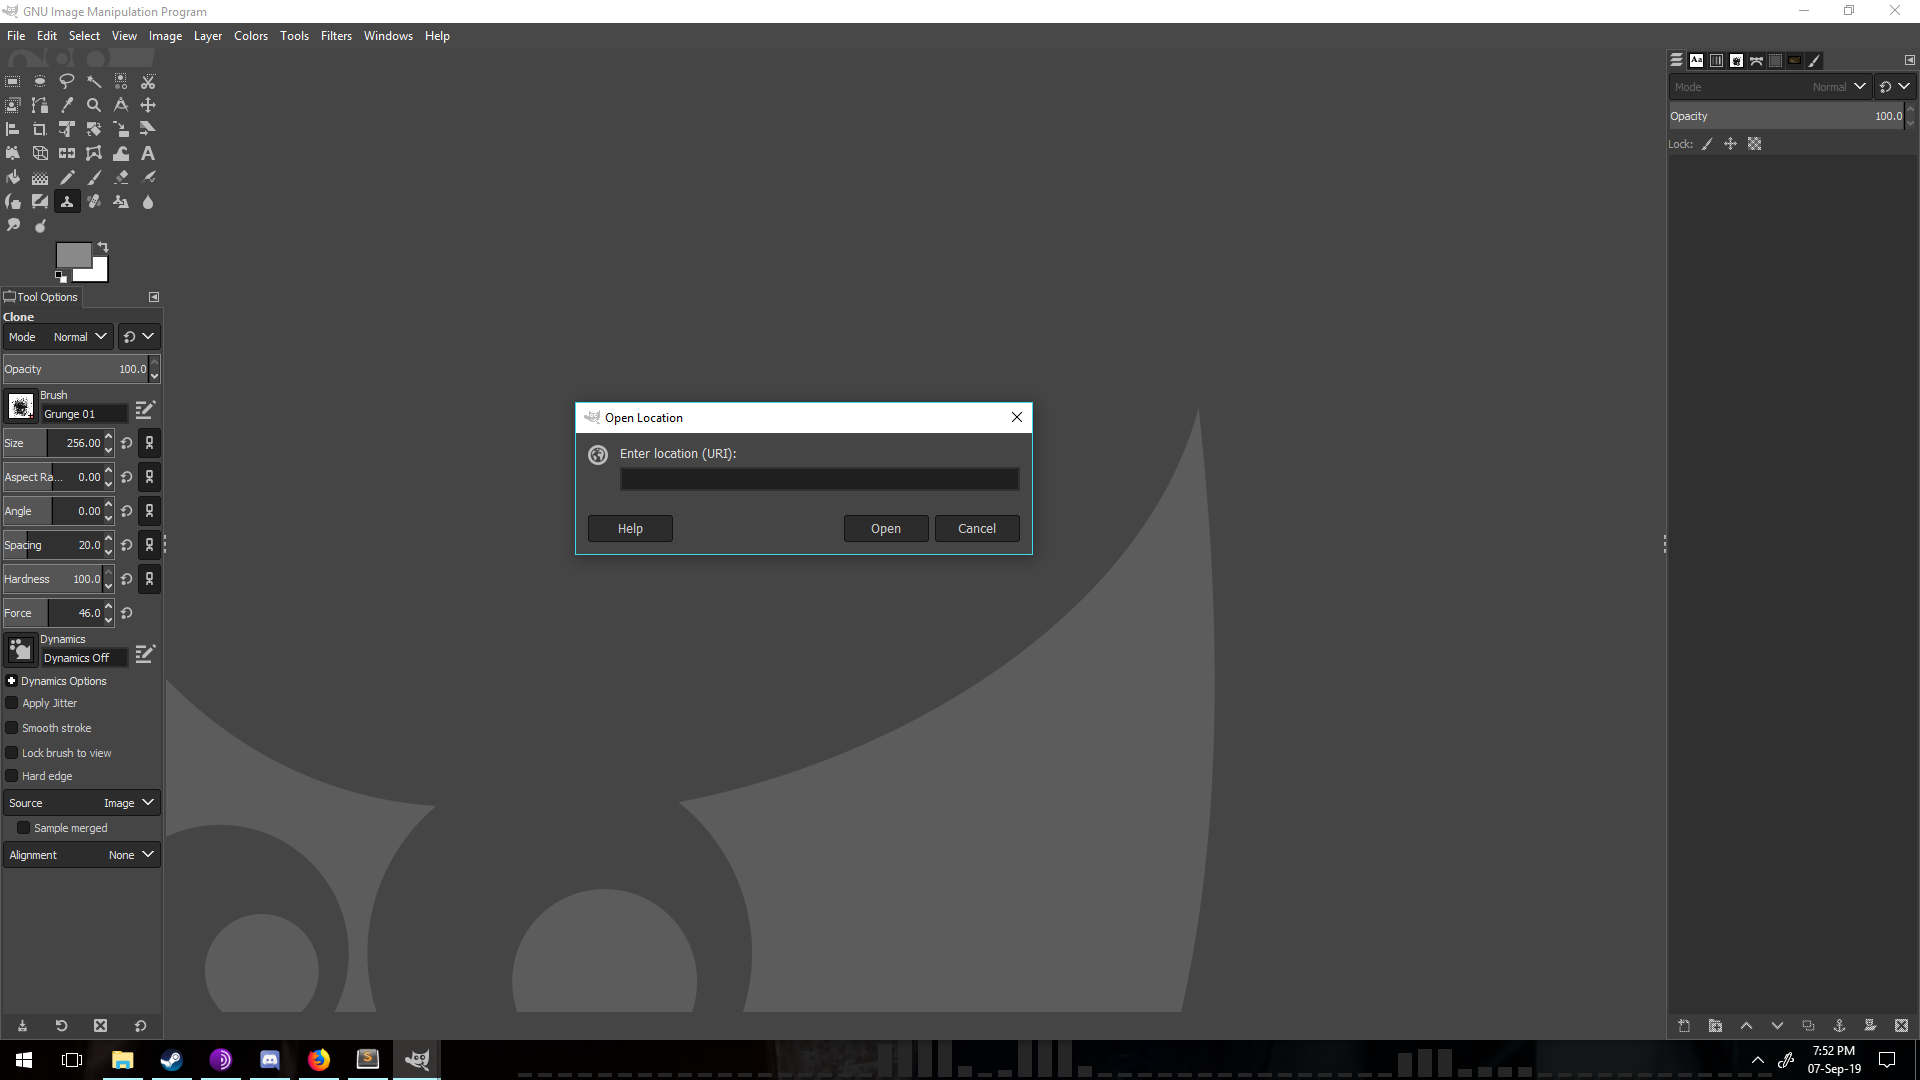 GNU Image Manipulation Program
File Edit Select View Image Layer Colors Tools Filters Windows Help
Tool Options
Clone
Mode Normal
Opacity 100.0
Brush
Grunge 01
Size 256.00
Aspect Ra... 0.00
Angle 0.00
Spacing 20.0
Hardness 100.0
Force 46.0
Dynamics
Dynamics Off
Dynamics Options
Apply Jitter
Smooth stroke
Lock brush to view
Hard edge
Source Image
Sample merged
Alignment None
Open Location
Enter location (URI):
Help Open Cancel
Aa
Mode Normal
Opacity 100.0
Lock:
7:52 PM
07-Sep-19